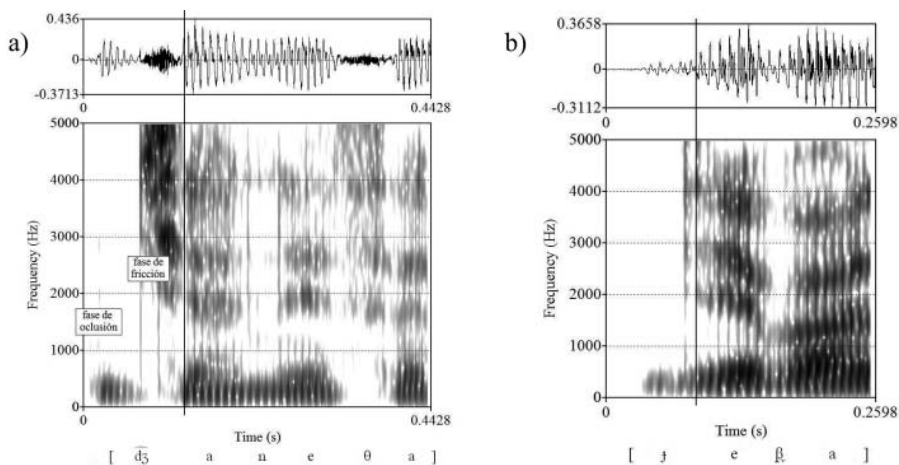 a)
0.436
0
-0.3713
0
0.4428
5000
4000
3000
2000
1000
0
Frequency (Hz)
fase de
fricción
fase de
oclusión
0
0.4428
Time (s)
[ d͡ʒ a n e θ a ]
b)
0.3658
0
-0.3112
0
0.2598
5000
4000
3000
2000
1000
0
Frequency (Hz)
0
0.2598
Time (s)
[ ɟ e β̞ a ]